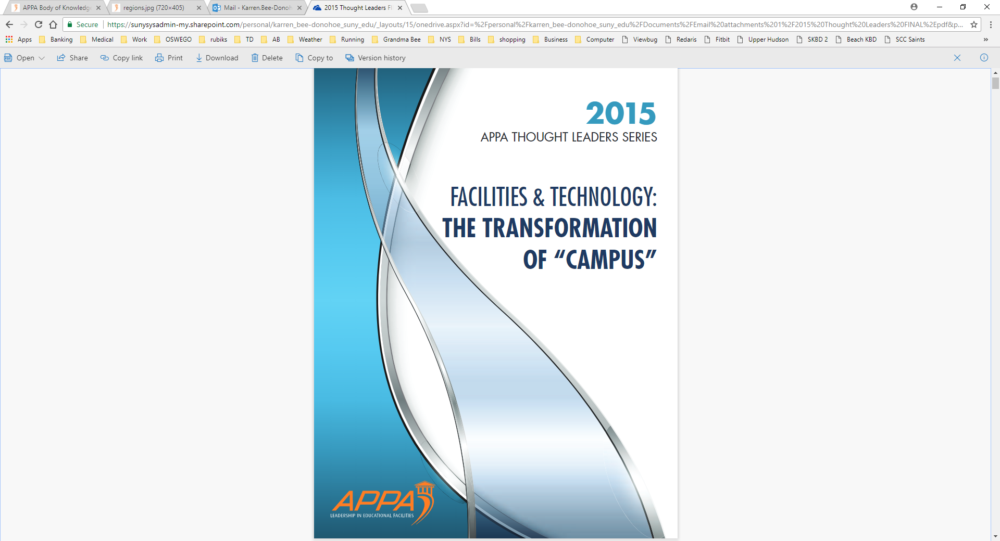 APPA Body of Knowledge
regions.jpg (720×405)
Mail - Karren.Bee-Donoh
2015 Thought Leaders FI
Secure
https://sunysysadmin-my.sharepoint.com/personal/karren_bee-donohoe_suny_edu/_layouts/15/onedrive.aspx?id=%2Fpersonal%2Fkarren_bee-donohoe_suny_edu%2FDocuments%2FEmail%20attachments%201%2F2015%20Thought%20Leaders%20FINAL%2Epdf&p...
Apps Banking Medical Work OSWEGO rubiks TD AB Weather Running Grandma Bee NYS Bills shopping Business Computer Viewbug Redaris Fitbit Upper Hudson SKBD 2 Beach KBD SCC Saints »
PDF Open Share Copy link Print Download Delete Copy to Version history
2015
APPA THOUGHT LEADERS SERIES
FACILITIES & TECHNOLOGY:
THE TRANSFORMATION
OF “CAMPUS”
APPA
LEADERSHIP IN EDUCATIONAL FACILITIES